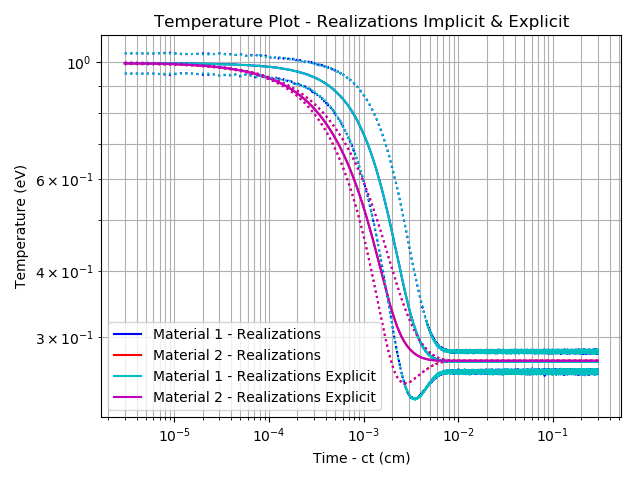 Temperature Plot - Realizations Implicit & Explicit
Temperature (eV)
10⁰
6 × 10⁻¹
4 × 10⁻¹
3 × 10⁻¹
Material 1 - Realizations
Material 2 - Realizations
Material 1 - Realizations Explicit
Material 2 - Realizations Explicit
10⁻⁵ 10⁻⁴ 10⁻³ 10⁻² 10⁻¹
Time - ct (cm)